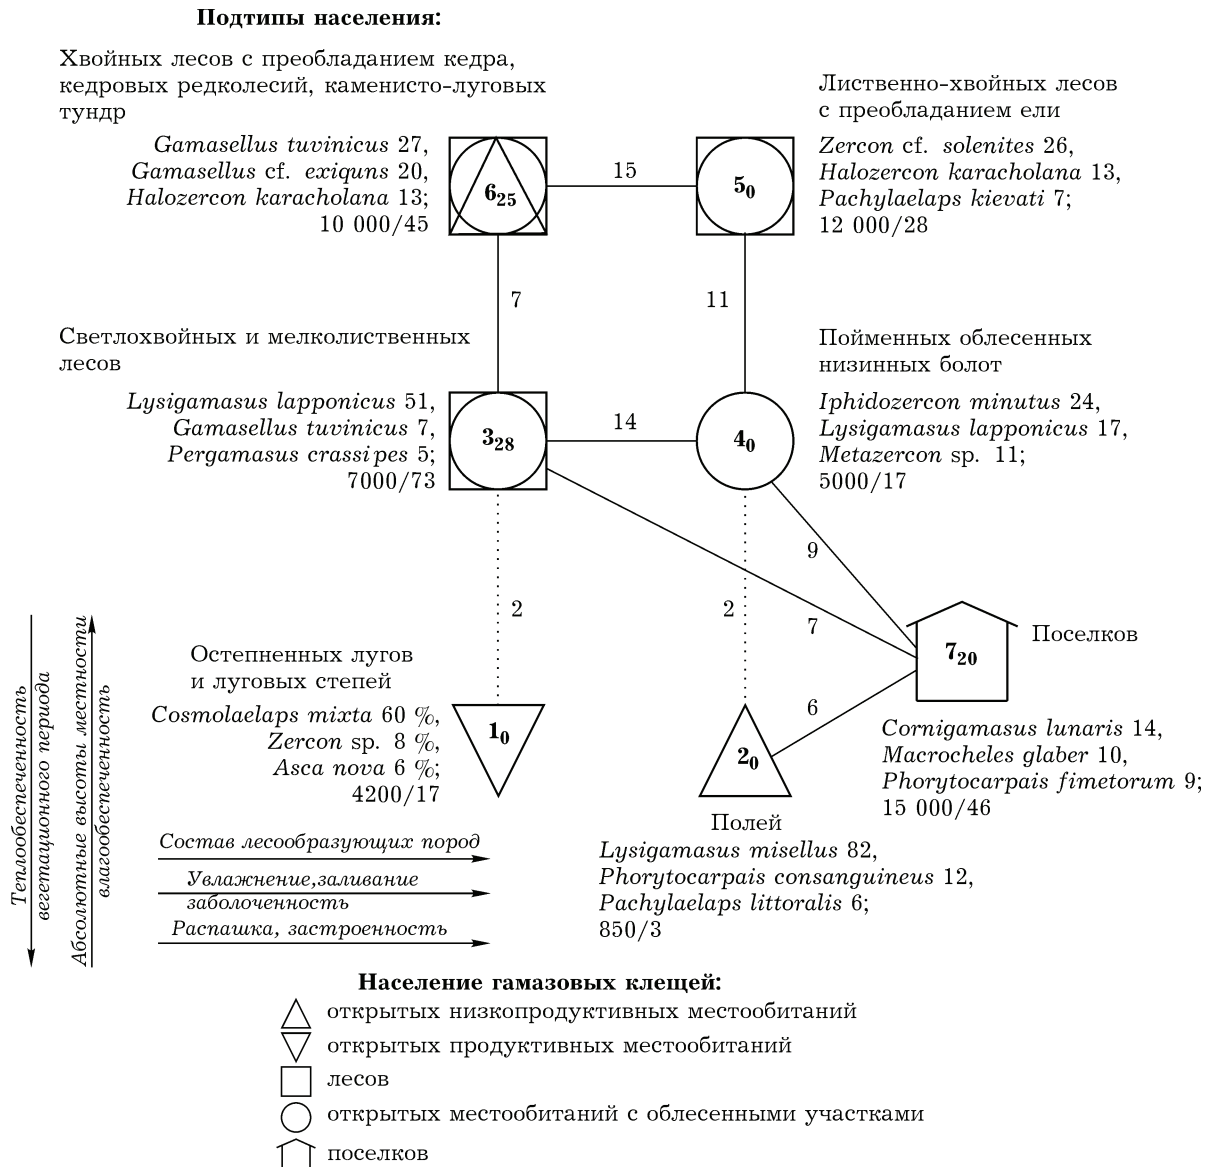 Подтипы населения:
Хвойных лесов с преобладанием кедра,
кедровых редколесий, каменисто-луговых
тундр
Gamasellus tuvinicus 27,
Gamasellus cf. exiquns 20,
Halozercon karacholana 13;
10 000/45
6₂₅
15
5₀
Лиственно-хвойных лесов
с преобладанием ели
Zercon cf. solenites 26,
Halozercon karacholana 13,
Pachylaelaps kievati 7;
12 000/28
7
11
Светлохвойных и мелколиственных
лесов
Lysigamasus lapponicus 51,
Gamasellus tuvinicus 7,
Pergamasus crassipes 5;
7000/73
3₂₈
14
4₀
Пойменных облесенных
низинных болот
Iphidozercon minutus 24,
Lysigamasus lapponicus 17,
Metazercon sp. 11;
5000/17
9
2
2
7
6
Остепненных лугов
и луговых степей
Cosmolaelaps mixta 60 %,
Zercon sp. 8 %,
Asca nova 6 %;
4200/17
1₀
2₀
Полей
Lysigamasus misellus 82,
Phorytocarpais consanguineus 12,
Pachylaelaps littoralis 6;
850/3
7₂₀
Поселков
Cornigamasus lunaris 14,
Macrocheles glaber 10,
Phorytocarpais fimetorum 9;
15 000/46
Теплообеспеченность
вегетационного периода
Абсолютные высоты местности
влагообеспеченность
Состав лесообразующих пород
Увлажнение,заливание
заболоченность
Распашка, застроенность
Население гамазовых клещей:
открытых низкопродуктивных местообитаний
открытых продуктивных местообитаний
лесов
открытых местообитаний с облесенными участками
поселков